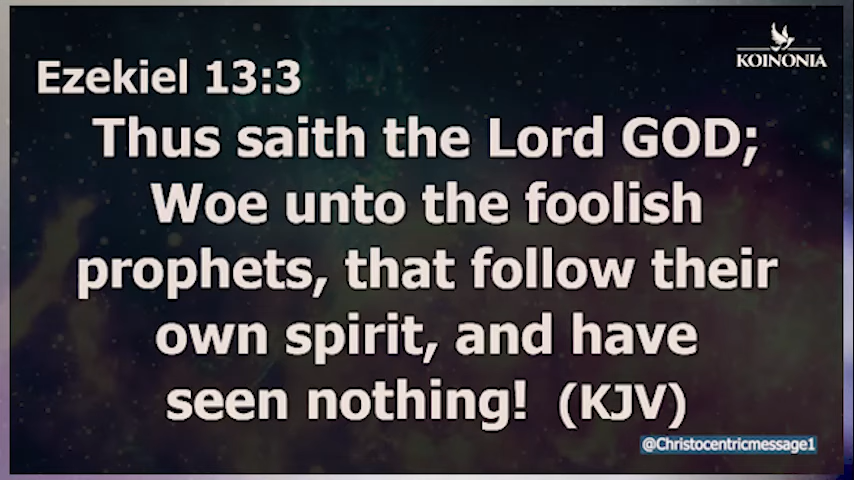 KOINONIA
Ezekiel 13:3
Thus saith the Lord GOD;
Woe unto the foolish
prophets, that follow their
own spirit, and have
seen nothing! (KJV)
@Christocentricmessage1